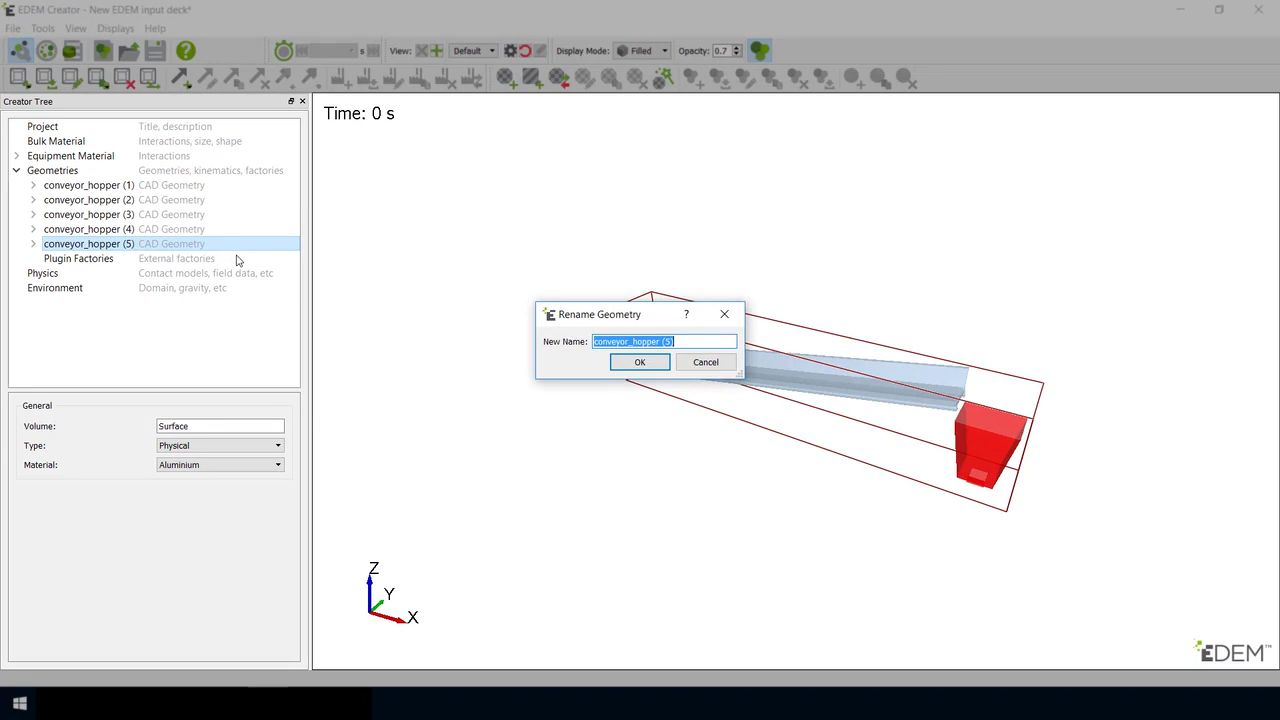 EDEM Creator - New EDEM input deck*
File Tools View Displays Help
s View: Default Display Mode: Filled Opacity: 0.7
Creator Tree
Project Title, description
Bulk Material Interactions, size, shape
Equipment Material Interactions
Geometries Geometries, kinematics, factories
conveyor_hopper (1) CAD Geometry
conveyor_hopper (2) CAD Geometry
conveyor_hopper (3) CAD Geometry
conveyor_hopper (4) CAD Geometry
conveyor_hopper (5) CAD Geometry
Plugin Factories External factories
Physics Contact models, field data, etc
Environment Domain, gravity, etc
General
Volume: Surface
Type: Physical
Material: Aluminium
Time: 0 s
Rename Geometry ?
New Name: conveyor_hopper (5)
OK Cancel
Z
Y
X
EDEM™